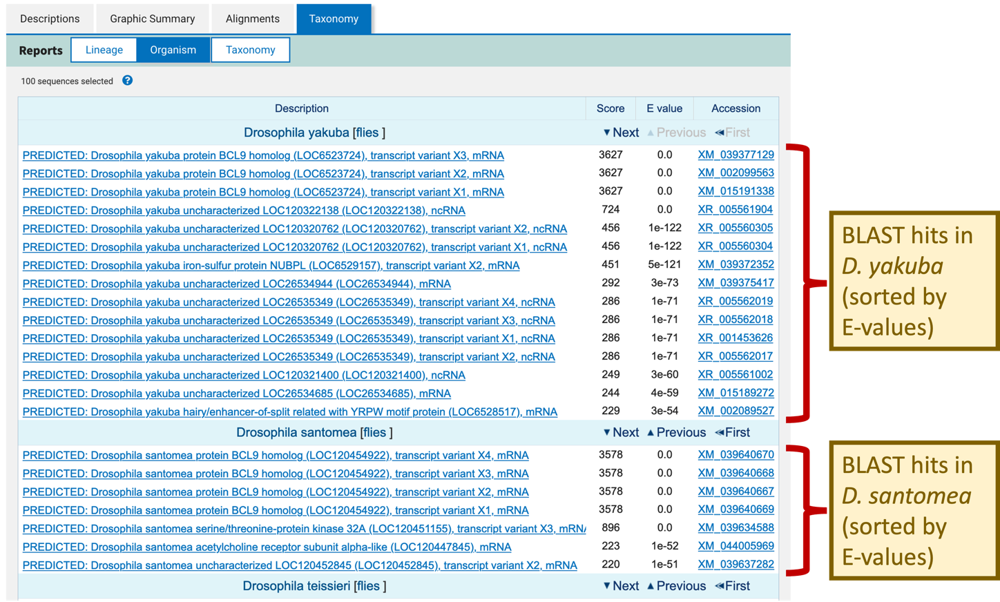 Descriptions Graphic Summary Alignments Taxonomy
Reports Lineage Organism Taxonomy
100 sequences selected ?
Description Score E value Accession
Drosophila yakuba [flies ] ▼Next ▲Previous ⋘First
PREDICTED: Drosophila yakuba protein BCL9 homolog (LOC6523724), transcript variant X3, mRNA 3627 0.0 XM_039377129
PREDICTED: Drosophila yakuba protein BCL9 homolog (LOC6523724), transcript variant X2, mRNA 3627 0.0 XM_002099563
PREDICTED: Drosophila yakuba protein BCL9 homolog (LOC6523724), transcript variant X1, mRNA 3627 0.0 XM_015191338
PREDICTED: Drosophila yakuba uncharacterized LOC120322138 (LOC120322138), ncRNA 724 0.0 XR_005561904
PREDICTED: Drosophila yakuba uncharacterized LOC120320762 (LOC120320762), transcript variant X2, ncRNA 456 1e-122 XR_005560305
PREDICTED: Drosophila yakuba uncharacterized LOC120320762 (LOC120320762), transcript variant X1, ncRNA 456 1e-122 XR_005560304
PREDICTED: Drosophila yakuba iron-sulfur protein NUBPL (LOC6529157), transcript variant X2, mRNA 451 5e-121 XM_039372352
PREDICTED: Drosophila yakuba uncharacterized LOC26534944 (LOC26534944), mRNA 292 3e-73 XM_039375417
PREDICTED: Drosophila yakuba uncharacterized LOC26535349 (LOC26535349), transcript variant X4, ncRNA 286 1e-71 XR_005562019
PREDICTED: Drosophila yakuba uncharacterized LOC26535349 (LOC26535349), transcript variant X3, ncRNA 286 1e-71 XR_005562018
PREDICTED: Drosophila yakuba uncharacterized LOC26535349 (LOC26535349), transcript variant X1, ncRNA 286 1e-71 XR_001453626
PREDICTED: Drosophila yakuba uncharacterized LOC26535349 (LOC26535349), transcript variant X2, ncRNA 286 1e-71 XR_005562017
PREDICTED: Drosophila yakuba uncharacterized LOC120321400 (LOC120321400), ncRNA 249 3e-60 XR_005561002
PREDICTED: Drosophila yakuba uncharacterized LOC26534685 (LOC26534685), mRNA 244 4e-59 XM_015189272
PREDICTED: Drosophila yakuba hairy/enhancer-of-split related with YRPW motif protein (LOC6528517), mRNA 229 3e-54 XM_002089527
Drosophila santomea [flies ] ▼Next ▲Previous ⋘First
PREDICTED: Drosophila santomea protein BCL9 homolog (LOC120454922), transcript variant X4, mRNA 3578 0.0 XM_039640670
PREDICTED: Drosophila santomea protein BCL9 homolog (LOC120454922), transcript variant X3, mRNA 3578 0.0 XM_039640668
PREDICTED: Drosophila santomea protein BCL9 homolog (LOC120454922), transcript variant X2, mRNA 3578 0.0 XM_039640667
PREDICTED: Drosophila santomea protein BCL9 homolog (LOC120454922), transcript variant X1, mRNA 3578 0.0 XM_039640669
PREDICTED: Drosophila santomea serine/threonine-protein kinase 32A (LOC120451155), transcript variant X3, mRN 896 0.0 XM_039634588
PREDICTED: Drosophila santomea acetylcholine receptor subunit alpha-like (LOC120447845), mRNA 223 1e-52 XM_044005969
PREDICTED: Drosophila santomea uncharacterized LOC120452845 (LOC120452845), transcript variant X2, mRNA 220 1e-51 XM_039637282
Drosophila teissieri [flies ] ▼Next ▲Previous ⋘First
BLAST hits in
D. yakuba
(sorted by
E-values)
BLAST hits in
D. santomea
(sorted by
E-values)